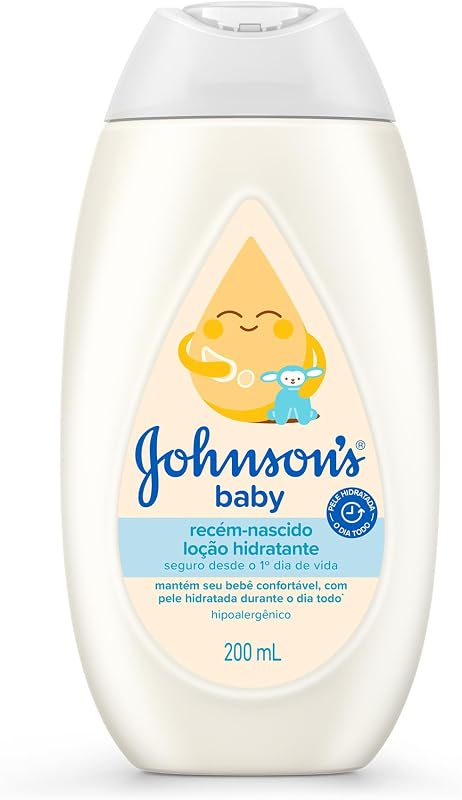 Johnson's®
baby
PELE HIDRATADA
O DIA TODO
recém-nascido
loção hidratante
seguro desde o 1º dia de vida
mantém seu bebê confortável, com
pele hidratada durante o dia todo*
hipoalergênico
200 mL